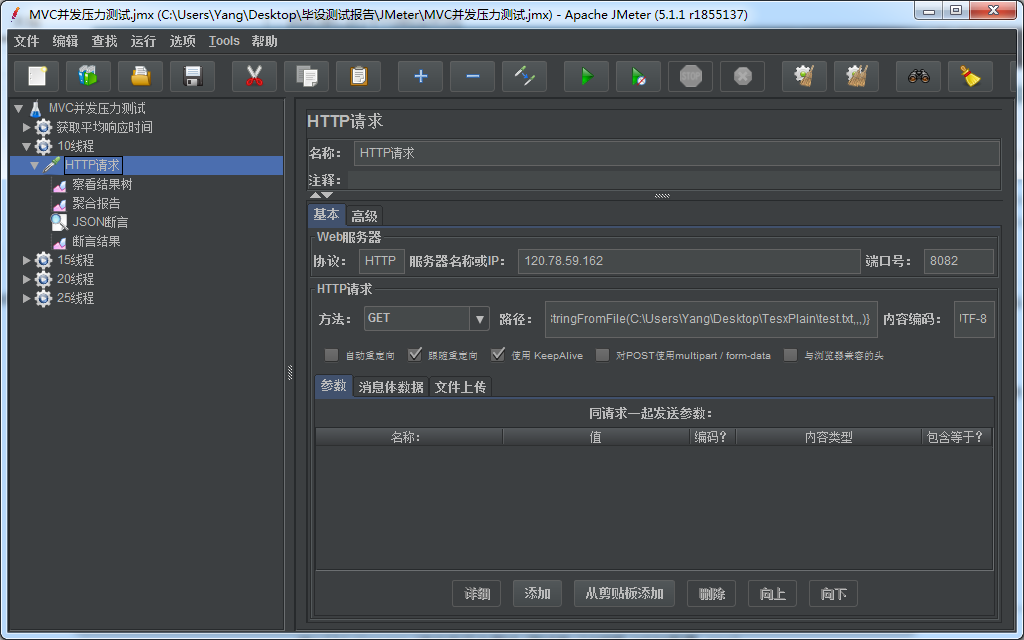 MVC并发压力测试.jmx (C:\Users\Yang\Desktop\毕设测试报告\JMeter\MVC并发压力测试.jmx) - Apache JMeter (5.1.1 r1855137)
文件 编辑 查找 运行 选项 Tools 帮助
STOP
MVC并发压力测试
获取平均响应时间
10线程
HTTP请求
察看结果树
聚合报告
JSON断言
断言结果
15线程
20线程
25线程
HTTP请求
名称： HTTP请求
注释：
基本 高级
Web服务器
协议： HTTP 服务器名称或IP： 120.78.59.162 端口号： 8082
HTTP请求
方法： GET 路径： StringFromFile(C:\Users\Yang\Desktop\TesxPlain\test.txt,,,)} 内容编码： UTF-8
自动重定向 跟随重定向 使用 KeepAlive 对POST使用multipart / form-data 与浏览器兼容的头
参数 消息体数据 文件上传
同请求一起发送参数：
名称： 值 编码？ 内容类型 包含等于？
详细 添加 从剪贴板添加 删除 向上 向下